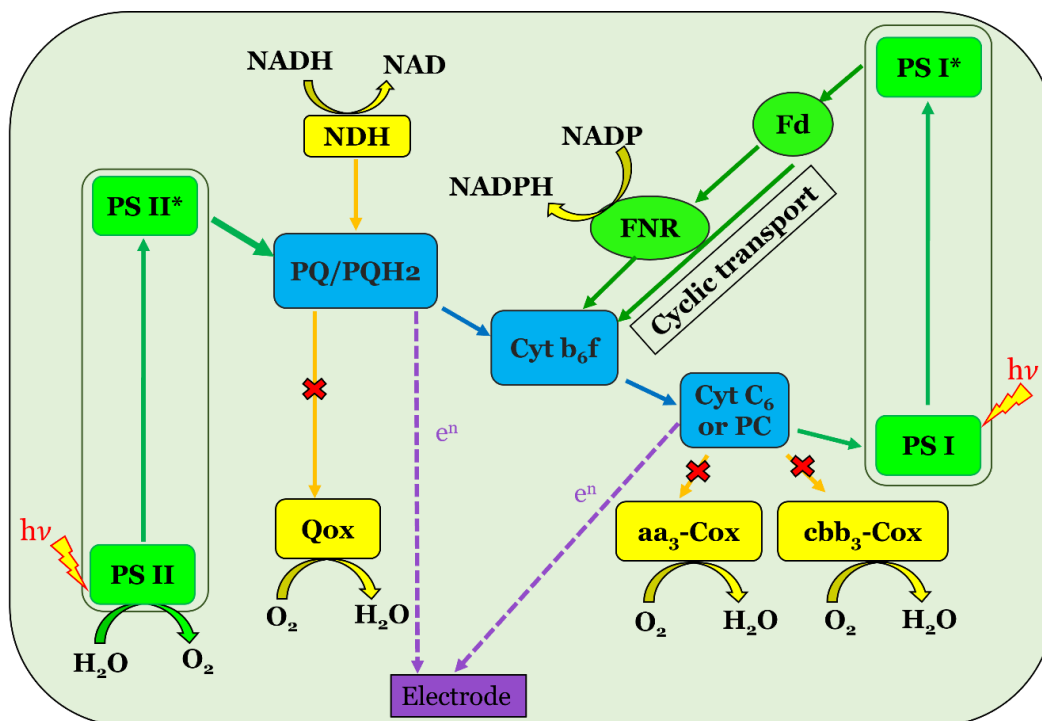 NADH NAD
NDH
PS I*
Fd
NADP
NADPH
FNR
PS II*
PQ/PQH2
Cyclic transport
Cyt b₆f
hν
Cyt C₆
or PC
PS I
eⁿ
eⁿ
hν
Qox
aa₃-Cox
cbb₃-Cox
PS II
O₂ H₂O
O₂ H₂O
O₂ H₂O
H₂O O₂
Electrode